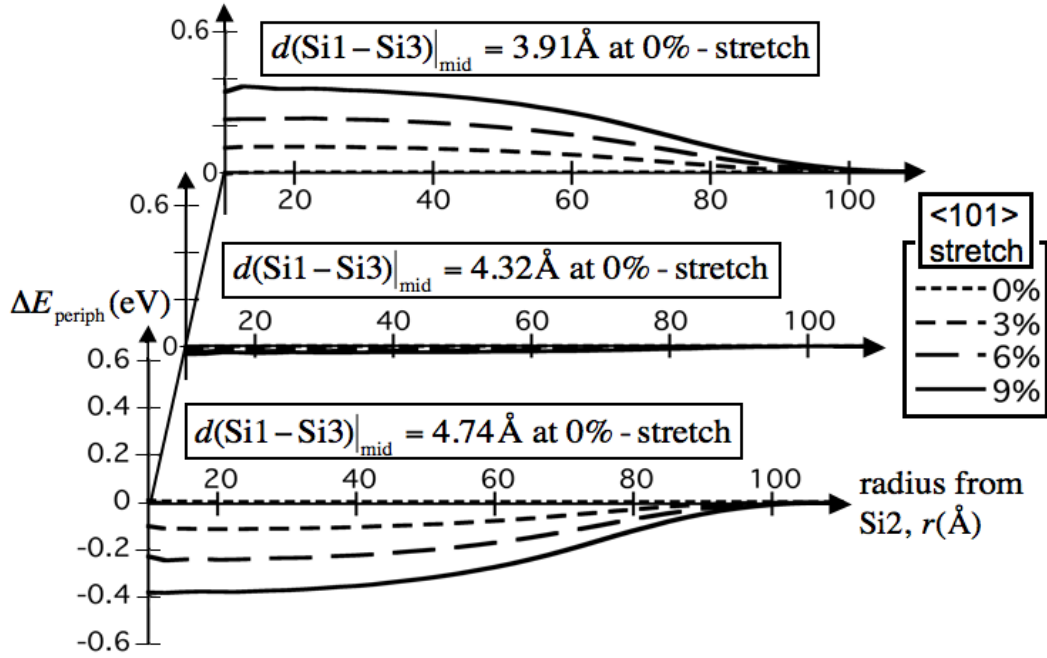 0.6
d(Si1 – Si3)|mid = 3.91Å at 0% - stretch
0
20 40 60 80 100
0.6
<101>
stretch
d(Si1 – Si3)|mid = 4.32Å at 0% - stretch
0%
3%
6%
9%
ΔE periph (eV)
20 40 60 80 100
0
0.6
0.4
d(Si1 – Si3)|mid = 4.74Å at 0% - stretch
0.2
20 40 60 80 100
0
radius from
Si2, r(Å)
-0.2
-0.4
-0.6